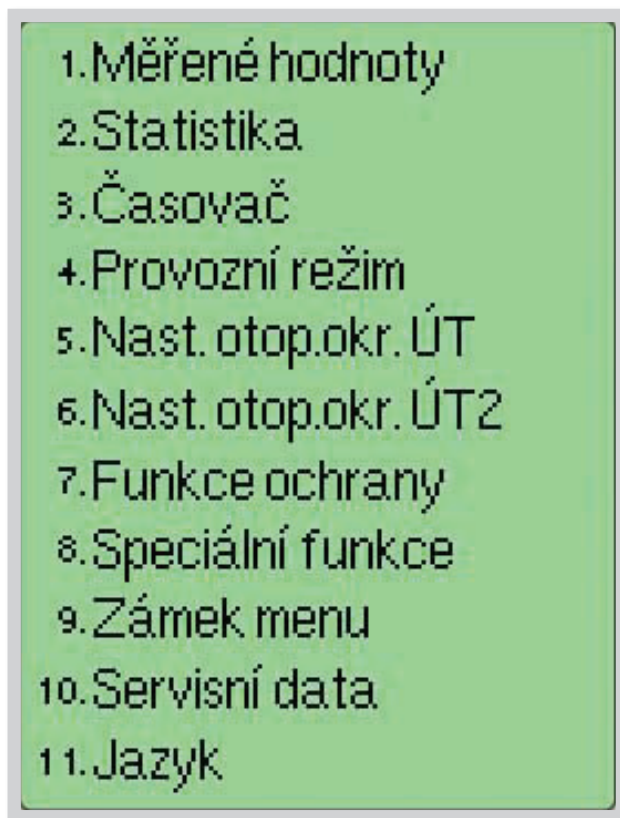 1.Měřené hodnoty
2.Statistika
3.Časovač
4.Provozní režim
5.Nast. otop.okr. ÚT
6.Nast. otop.okr. ÚT2
7.Funkce ochrany
8.Speciální funkce
9.Zámek menu
10.Servisní data
11.Jazyk